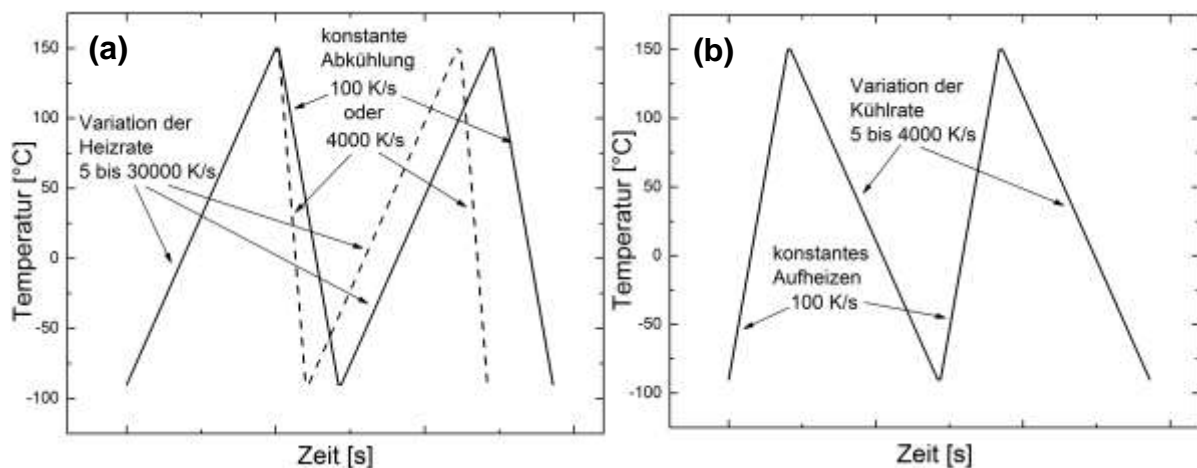 (a)
konstante
Abkühlung
100 K/s
oder
4000 K/s
Variation der
Heizrate
5 bis 30000 K/s
Temperatur [°C]
150
100
50
0
-50
-100
Zeit [s]
(b)
Variation der
Kühlrate
5 bis 4000 K/s
konstantes
Aufheizen
100 K/s
Temperatur [°C]
150
100
50
0
-50
-100
Zeit [s]